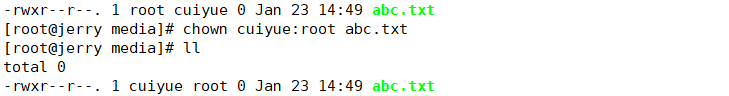 -rwxr--r--. 1 root cuiyue 0 Jan 23 14:49 abc.txt
[root@jerry media]# chown cuiyue:root abc.txt
[root@jerry media]# ll
total 0
-rwxr--r--. 1 cuiyue root 0 Jan 23 14:49 abc.txt